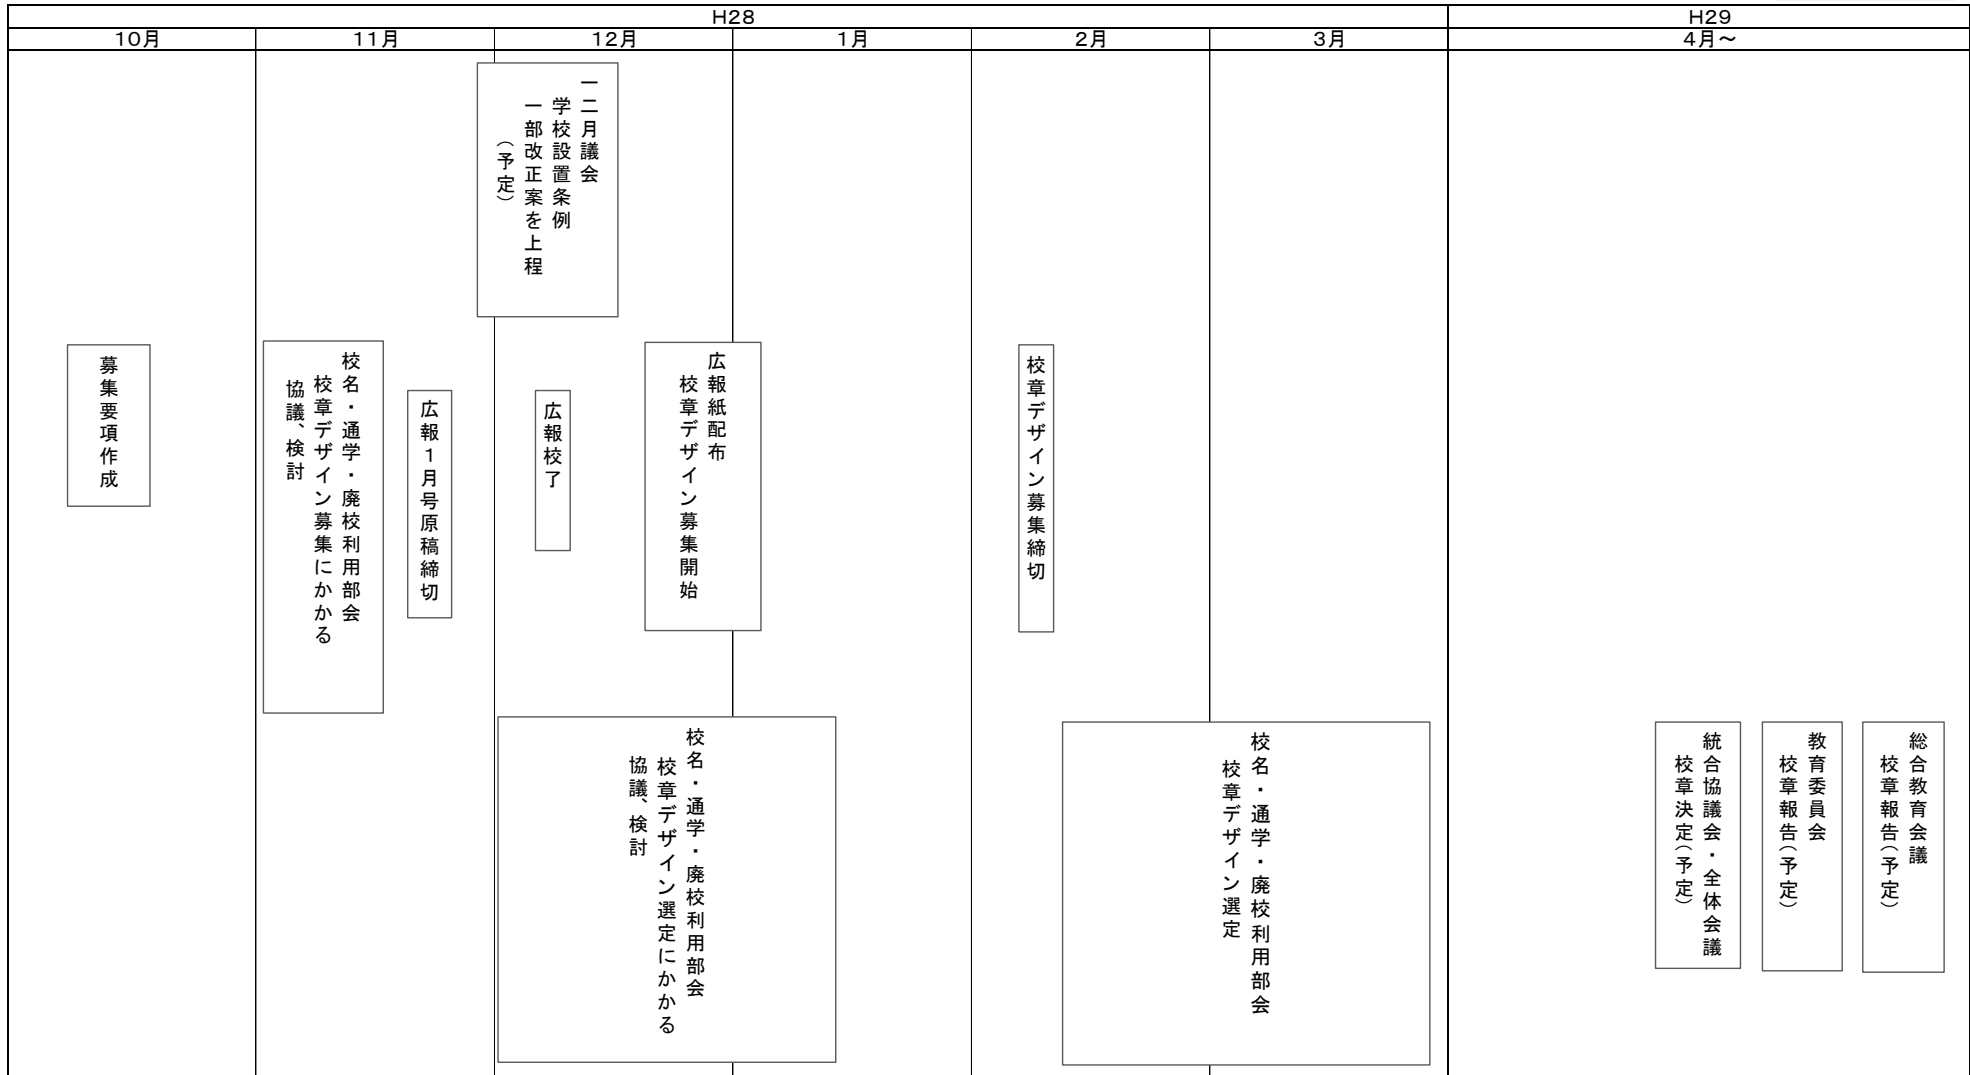 H28
H29
10月
11月
12月
1月
2月
3月
4月～
一二月議会
学校設置条例
一部改正案を上程
（予定）
募集要項作成
校名・通学・廃校利用部会
校章デザイン募集にかかる
協議、検討
広報1月号原稿締切
広報校了
広報紙配布
校章デザイン募集開始
校章デザイン募集締切
校名・通学・廃校利用部会
校章デザイン選定にかかる
協議、検討
校名・通学・廃校利用部会
校章デザイン選定
統合協議会・全体会議
校章決定（予定）
教育委員会
校章報告（予定）
総合教育会議
校章報告（予定）